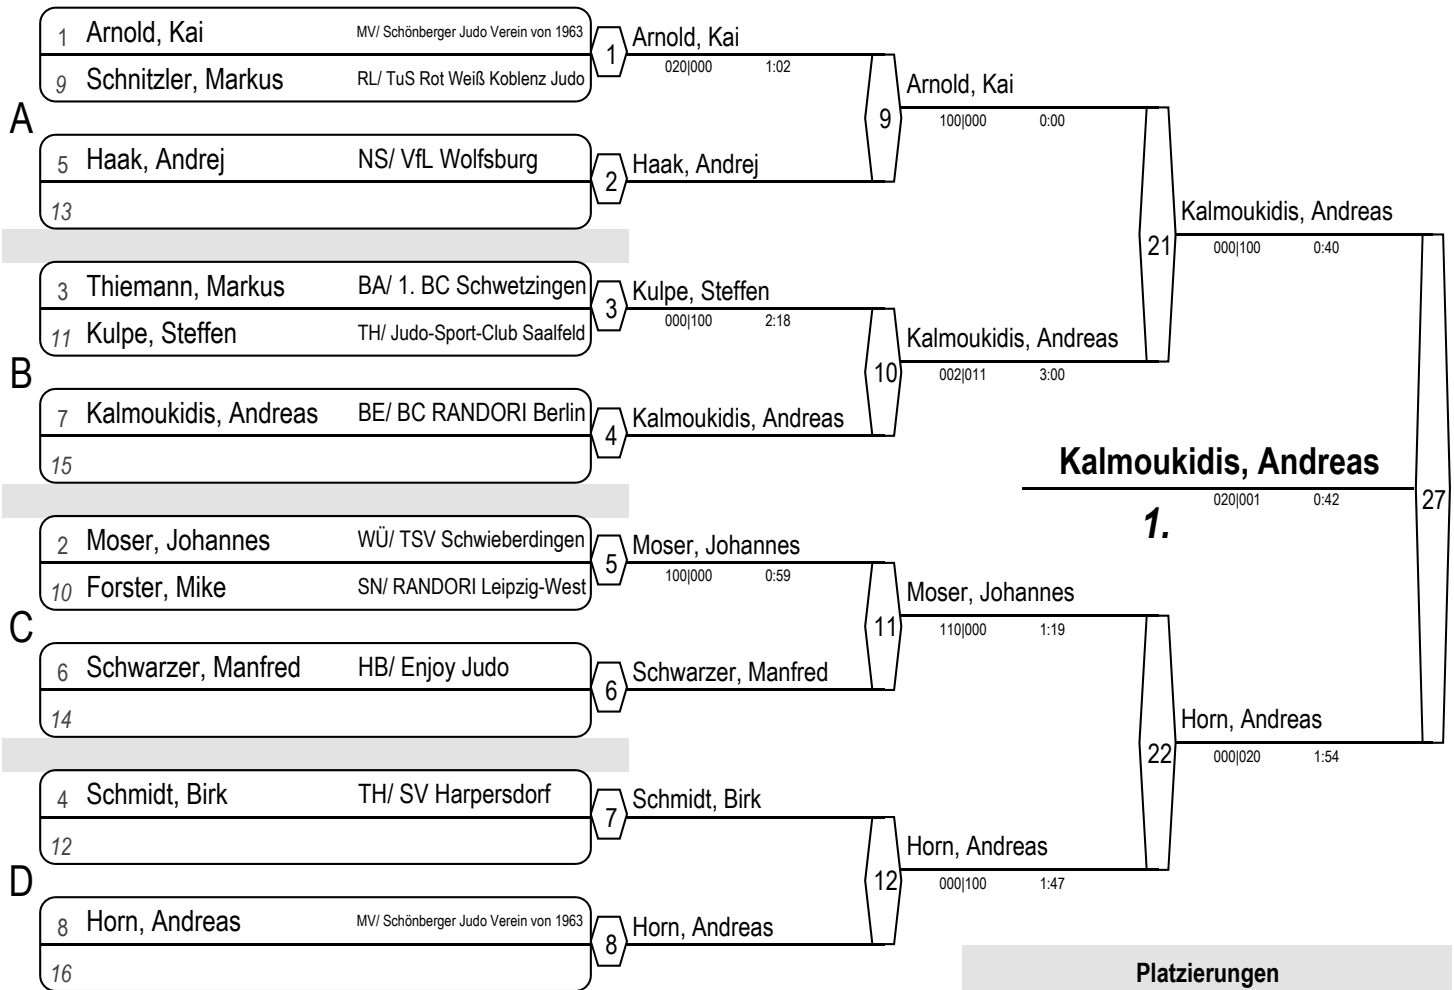 1 Arnold, Kai MV/ Schönberger Judo Verein von 1963
9 Schnitzler, Markus RL/ TuS Rot Weiß Koblenz Judo
1 Arnold, Kai
020|000 1:02
A
5 Haak, Andrej NS/ VfL Wolfsburg
13
2 Haak, Andrej
9 Arnold, Kai
100|000 0:00
3 Thiemann, Markus BA/ 1. BC Schwetzingen
11 Kulpe, Steffen TH/ Judo-Sport-Club Saalfeld
3 Kulpe, Steffen
000|100 2:18
B
7 Kalmoukidis, Andreas BE/ BC RANDORI Berlin
15
4 Kalmoukidis, Andreas
10 Kalmoukidis, Andreas
002|011 3:00
21 Kalmoukidis, Andreas
000|100 0:40
2 Moser, Johannes WÜ/ TSV Schwieberdingen
10 Forster, Mike SN/ RANDORI Leipzig-West
5 Moser, Johannes
100|000 0:59
C
6 Schwarzer, Manfred HB/ Enjoy Judo
14
6 Schwarzer, Manfred
11 Moser, Johannes
110|000 1:19
4 Schmidt, Birk TH/ SV Harpersdorf
12
7 Schmidt, Birk
D
8 Horn, Andreas MV/ Schönberger Judo Verein von 1963
16
8 Horn, Andreas
12 Horn, Andreas
000|100 1:47
22 Horn, Andreas
000|020 1:54
Kalmoukidis, Andreas
27
020|001 0:42
1.
Platzierungen